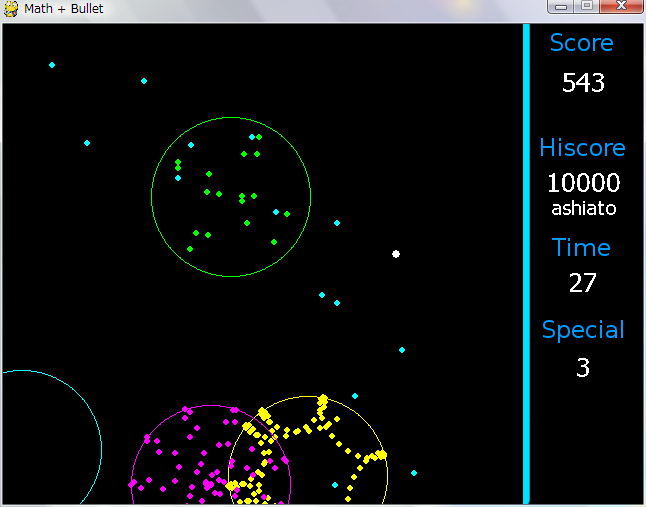 Math + Bullet
Score
543
Hiscore
10000
ashiato
Time
27
Special
3